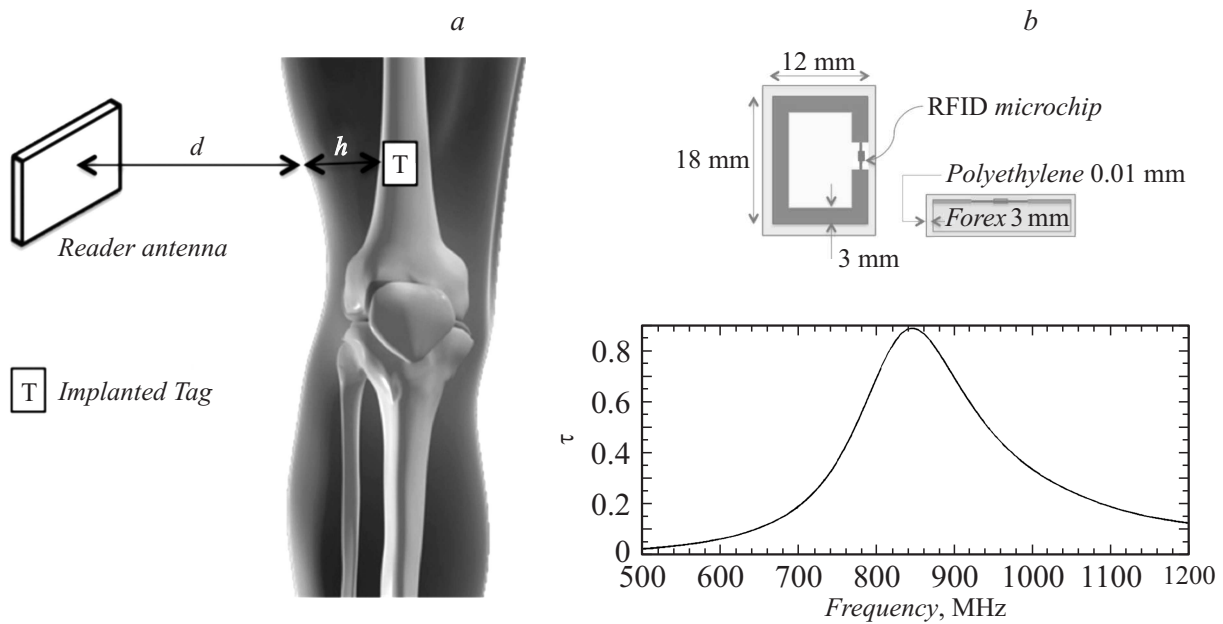 a
d
h
T
Reader antenna
T Implanted Tag
b
12 mm
RFID microchip
18 mm
Polyethylene 0.01 mm
Forex 3 mm
3 mm
0.8
0.6
0.4
0.2
0
τ
500 600 700 800 900 1000 1100 1200
Frequency, MHz